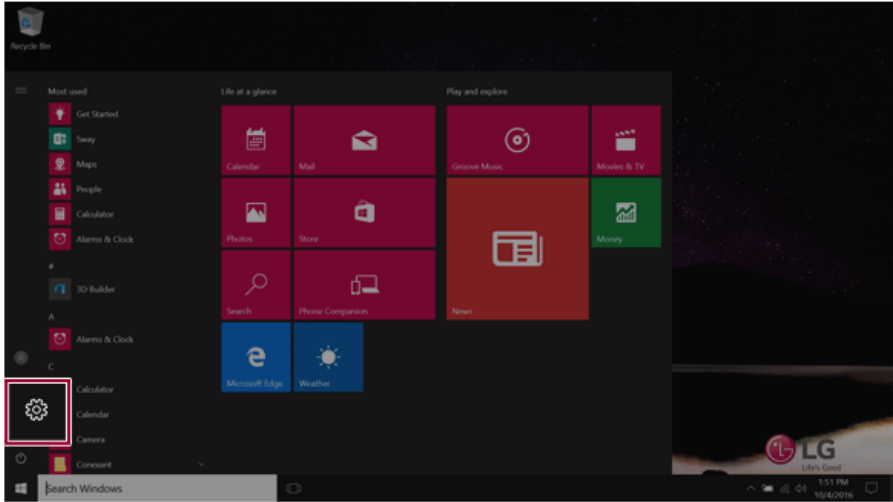 Recycle Bin
Most used
Get Started
Sway
Maps
People
Calculator
Alarms & Clock
#
3D Builder
A
Alarms & Clock
C
Calculator
Calendar
Camera
Conexant
Life at a glance
Calendar
Mail
Photos
Store
Search
Phone Companion
Microsoft Edge
Weather
Play and explore
Groove Music
Movies & TV
News
Money
LG
Life's Good
Search Windows
1:51 PM
10/4/2016